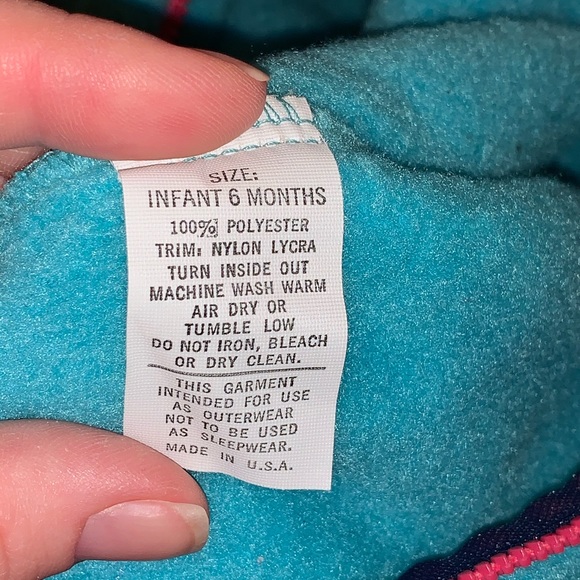 SIZE:
INFANT 6 MONTHS
100% POLYESTER
TRIM: NYLON LYCRA
TURN INSIDE OUT
MACHINE WASH WARM
AIR DRY OR
TUMBLE LOW
DO NOT IRON, BLEACH
OR DRY CLEAN.
THIS GARMENT
INTENDED FOR USE
AS OUTERWEAR
NOT TO BE USED
AS SLEEPWEAR.
MADE IN U.S.A.